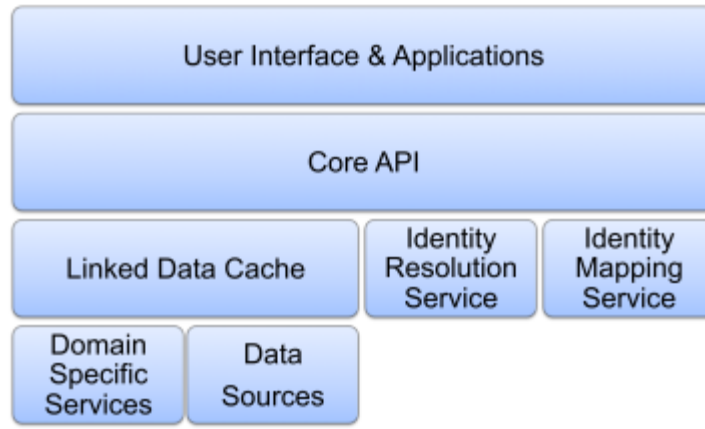 User Interface & Applications
Core API
Linked Data Cache
Identity
Resolution
Service
Identity
Mapping
Service
Domain
Specific
Services
Data
Sources